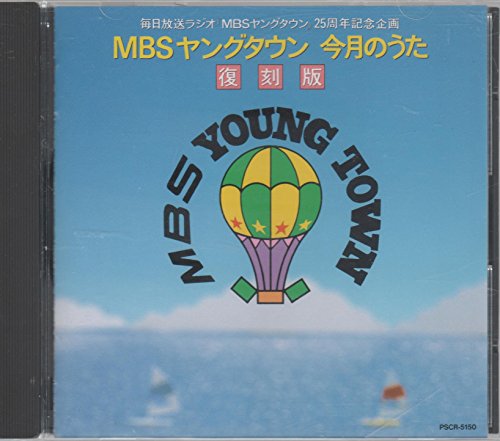 毎日放送ラジオ「MBSヤングタウン」25周年記念企画
MBSヤングタウン 今月のうた
復刻版
MBS YOUNG TOWN
PSCR-5150